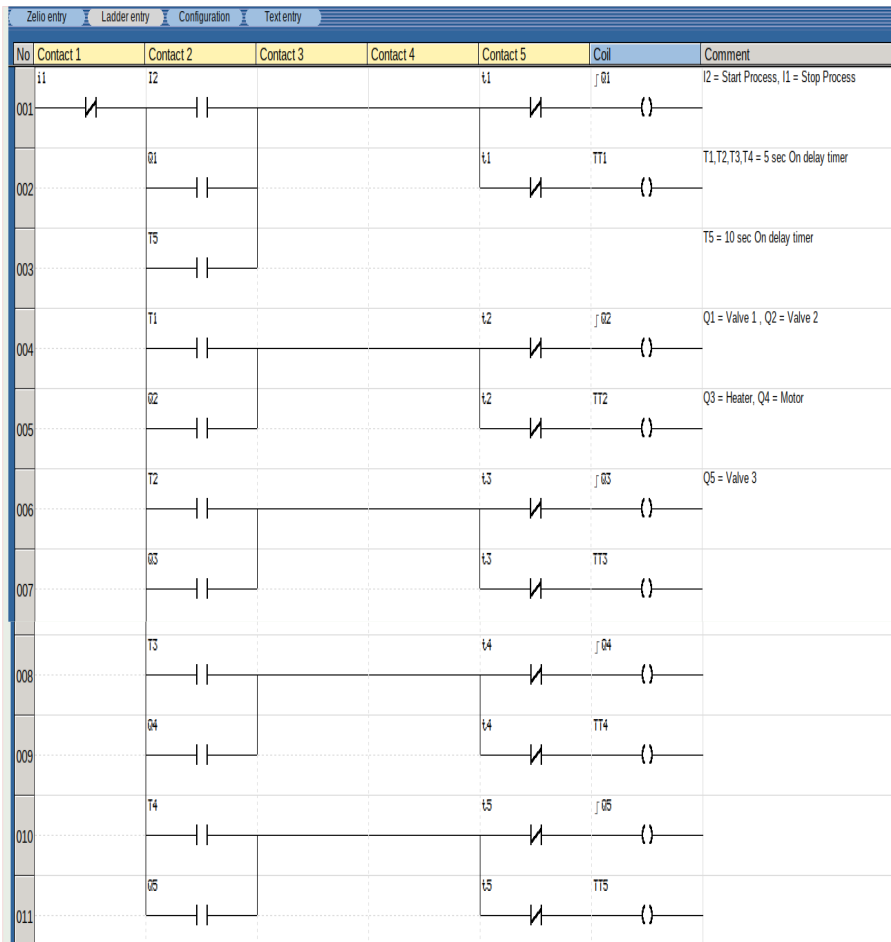 Zelio entry Ladder entry Configuration Text entry
No Contact 1 Contact 2 Contact 3 Contact 4 Contact 5 Coil Comment
i1 I2 t1 ∫Q1 I2 = Start Process, I1 = Stop Process
001
Q1 t1 TT1 T1,T2,T3,T4 = 5 sec On delay timer
002
T5 T5 = 10 sec On delay timer
003
T1 t2 ∫Q2 Q1 = Valve 1 , Q2 = Valve 2
004
Q2 t2 TT2 Q3 = Heater, Q4 = Motor
005
T2 t3 ∫Q3 Q5 = Valve 3
006
Q3 t3 TT3
007
T3 t4 ∫Q4
008
Q4 t4 TT4
009
T4 t5 ∫Q5
010
Q5 t5 TT5
011